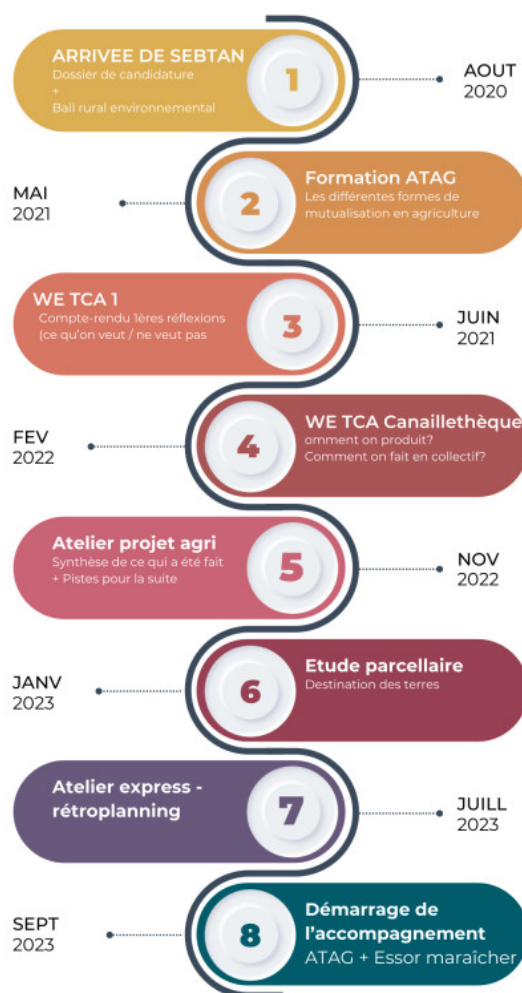 ARRIVEE DE SEBTAN
Dossier de candidature
+
Bail rural environnemental
1
AOUT
2020
MAI
2021
2
Formation ATAG
Les différentes formes de
mutualisation en agriculture
WE TCA 1
Compte-rendu 1ères réflexions
(ce qu'on veut / ne veut pas
3
JUIN
2021
FEV
2022
4
WE TCA Canaillethèque
omment on produit?
Comment on fait en collectif?
Atelier projet agri
Synthèse de ce qui a été fait
+ Pistes pour la suite
5
NOV
2022
JANV
2023
6
Etude parcellaire
Destination des terres
Atelier express -
rétroplanning
7
JUILL
2023
SEPT
2023
8
Démarrage de
l'accompagnement
ATAG + Essor maraîcher